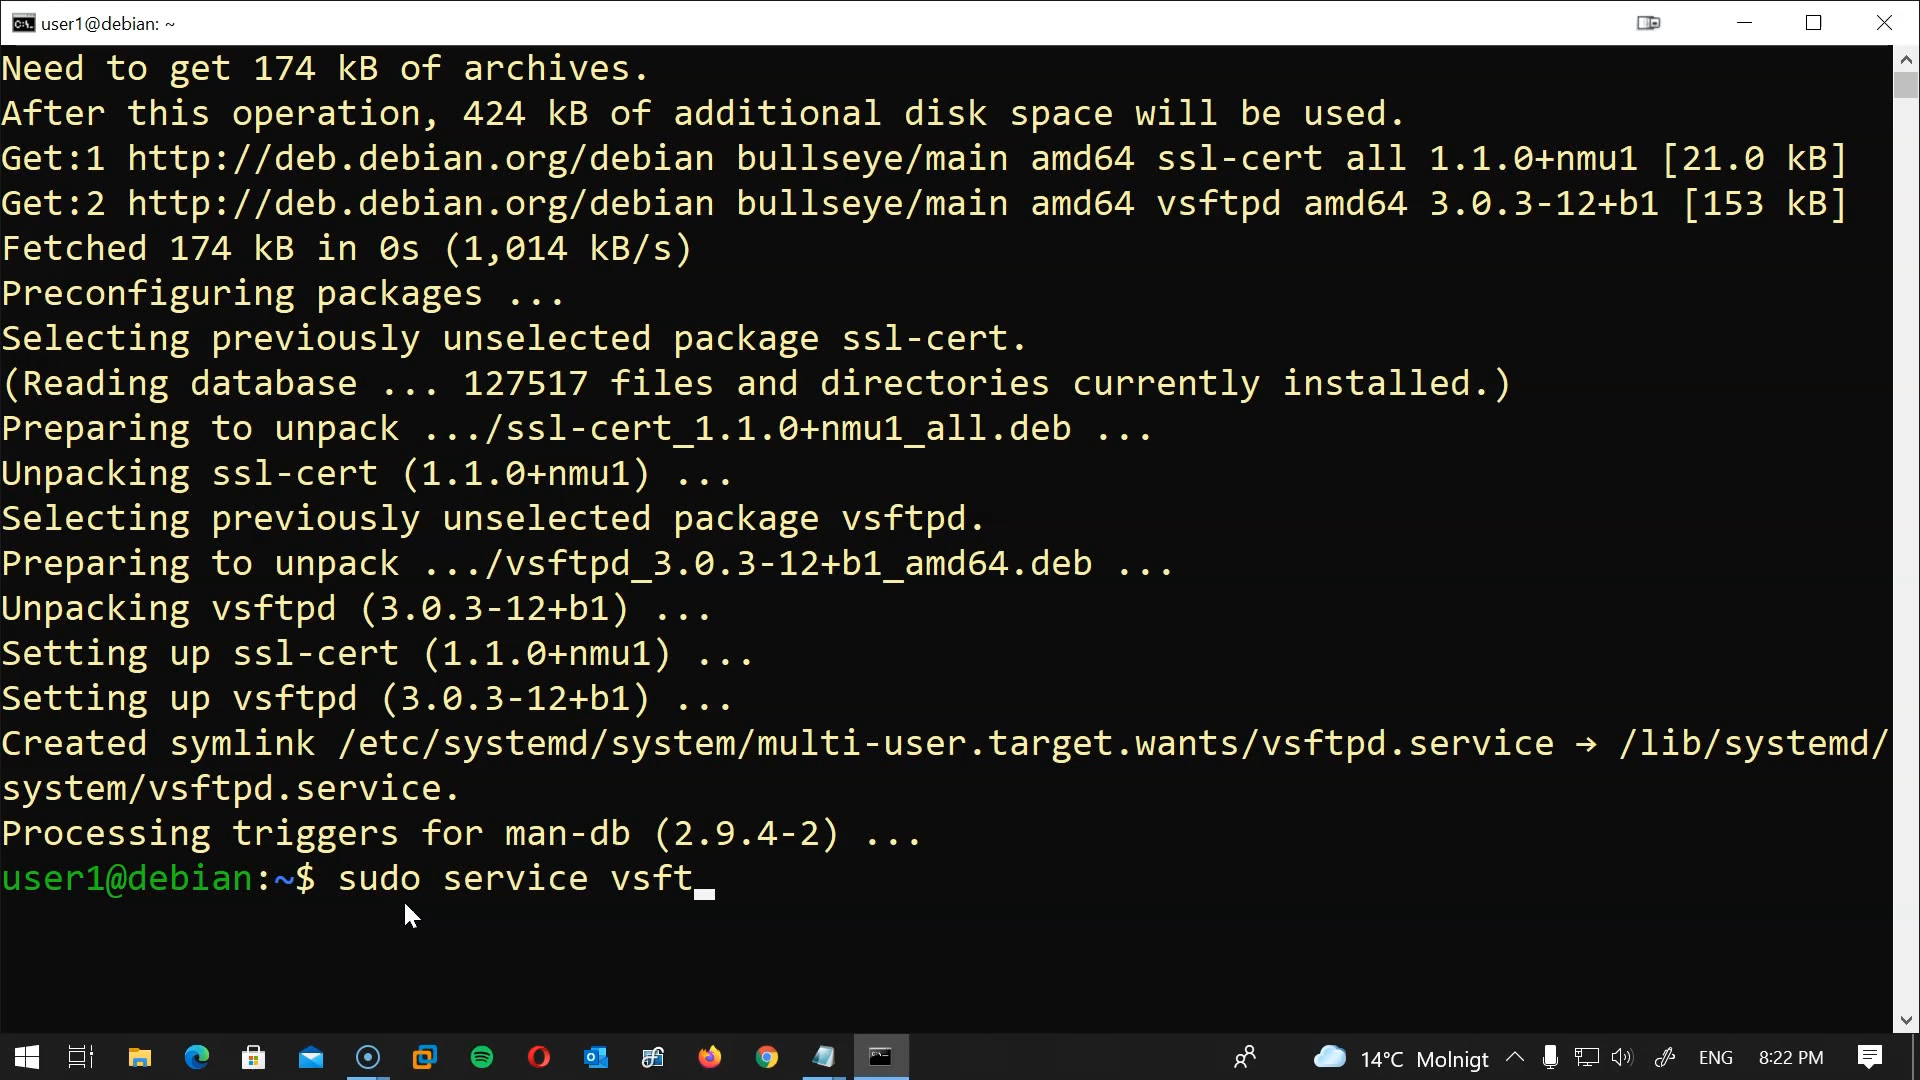 user1@debian: ~
Need to get 174 kB of archives.
After this operation, 424 kB of additional disk space will be used.
Get:1 http://deb.debian.org/debian bullseye/main amd64 ssl-cert all 1.1.0+nmu1 [21.0 kB]
Get:2 http://deb.debian.org/debian bullseye/main amd64 vsftpd amd64 3.0.3-12+b1 [153 kB]
Fetched 174 kB in 0s (1,014 kB/s)
Preconfiguring packages ...
Selecting previously unselected package ssl-cert.
(Reading database ... 127517 files and directories currently installed.)
Preparing to unpack .../ssl-cert_1.1.0+nmu1_all.deb ...
Unpacking ssl-cert (1.1.0+nmu1) ...
Selecting previously unselected package vsftpd.
Preparing to unpack .../vsftpd_3.0.3-12+b1_amd64.deb ...
Unpacking vsftpd (3.0.3-12+b1) ...
Setting up ssl-cert (1.1.0+nmu1) ...
Setting up vsftpd (3.0.3-12+b1) ...
Created symlink /etc/systemd/system/multi-user.target.wants/vsftpd.service → /lib/systemd/
system/vsftpd.service.
Processing triggers for man-db (2.9.4-2) ...
user1@debian:~$ sudo service vsft
14°C Molnigt ENG 8:22 PM